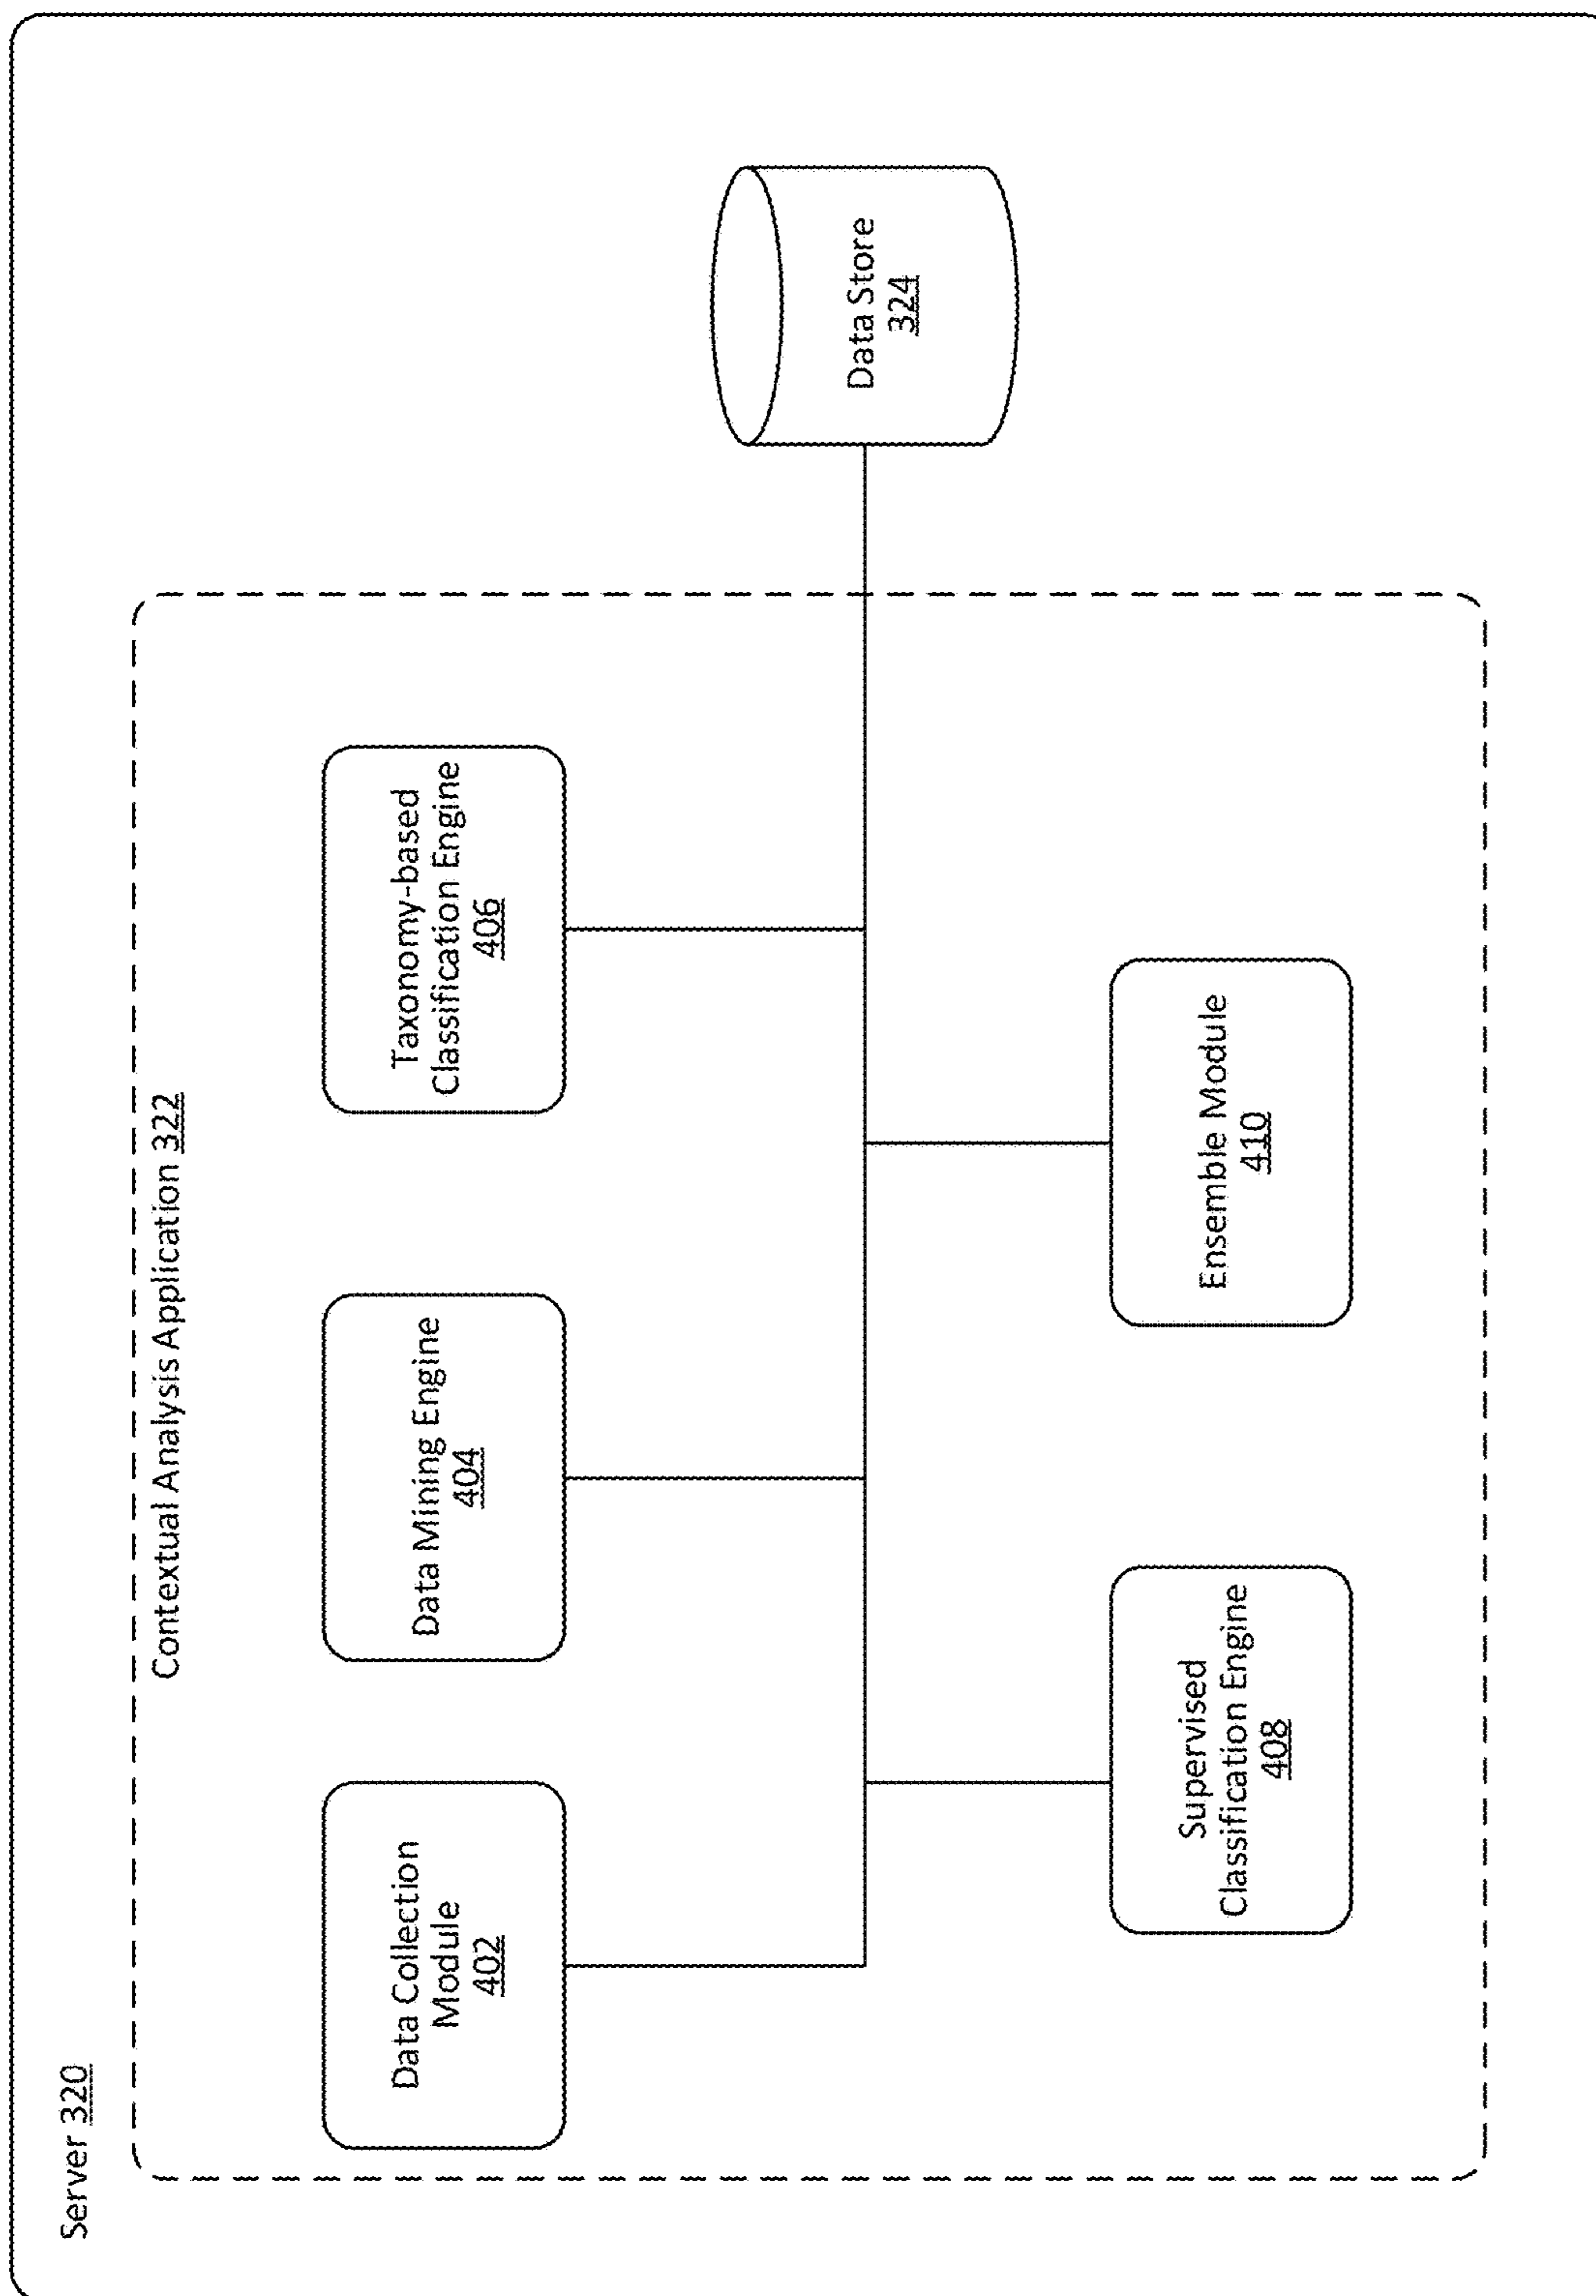 Server 320
Contextual Analysis Application 322
Data Collection
Module
402
Data Mining Engine
404
Taxonomy-based
Classification Engine
406
Supervised
Classification Engine
408
Ensemble Module
410
Data Store
324